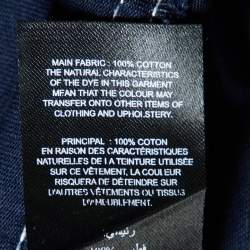 MAIN FABRIC : 100% COTTON
THE NATURAL CHARACTERISTICS
OF THE DYE IN THIS GARMENT
MEAN THAT THE COLOUR MAY
TRANSFER ONTO OTHER ITEMS OF
CLOTHING AND UPHOLSTERY.
PRINCIPAL : 100% COTON
EN RAISON DES CARACTÉRISTIQUES
DE LA TEINTURE UTILISÉE
SUR CE VÊTEMENT, LA COULEUR
RISQUERA DE DÉTEINDRE SUR
D'AUTRES VÊTEMENTS OU TISSUS
D'AMEUBLEMENT.
رئيسي: